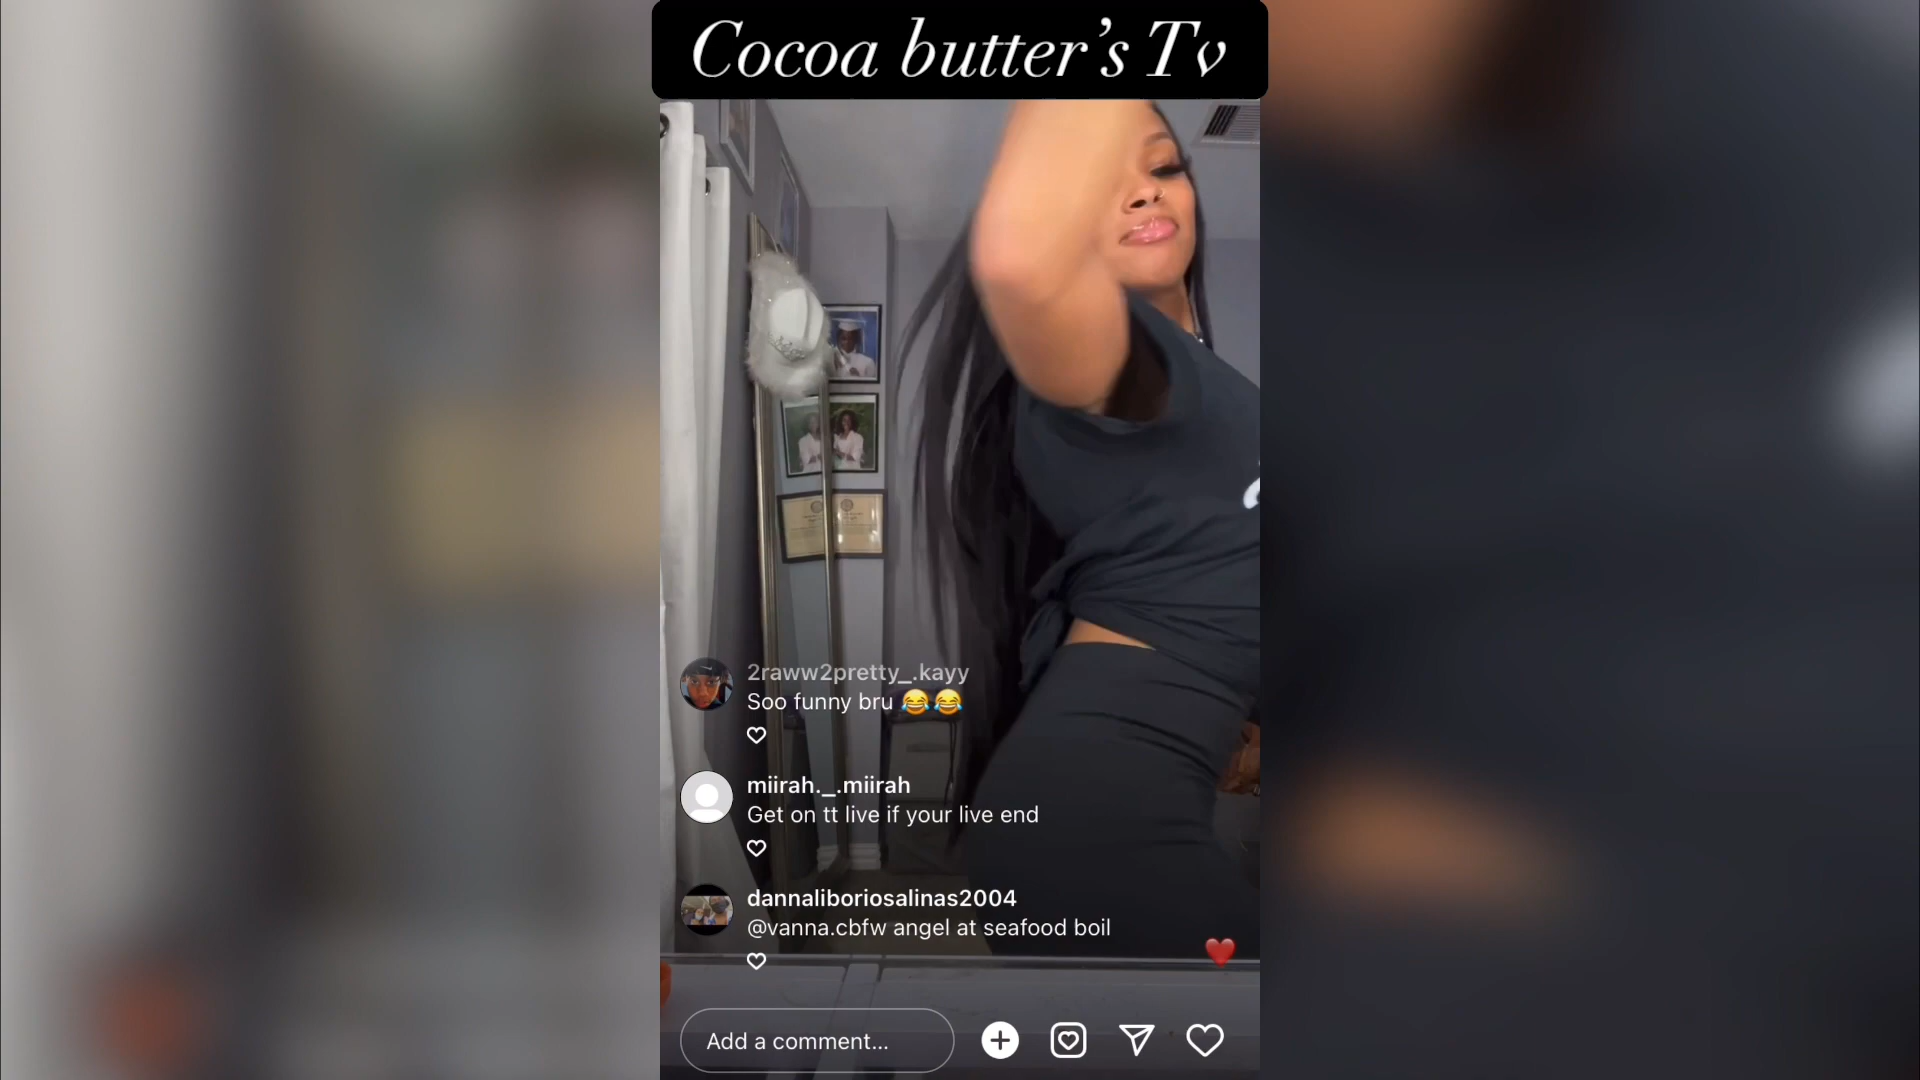 Cocoa butter’s Tv
2raww2pretty_.kayy
Soo funny bru 😂😂
miirah._.miirah
Get on tt live if your live end
dannaliboriosalinas2004
@vanna.cbfw angel at seafood boil
Add a comment...